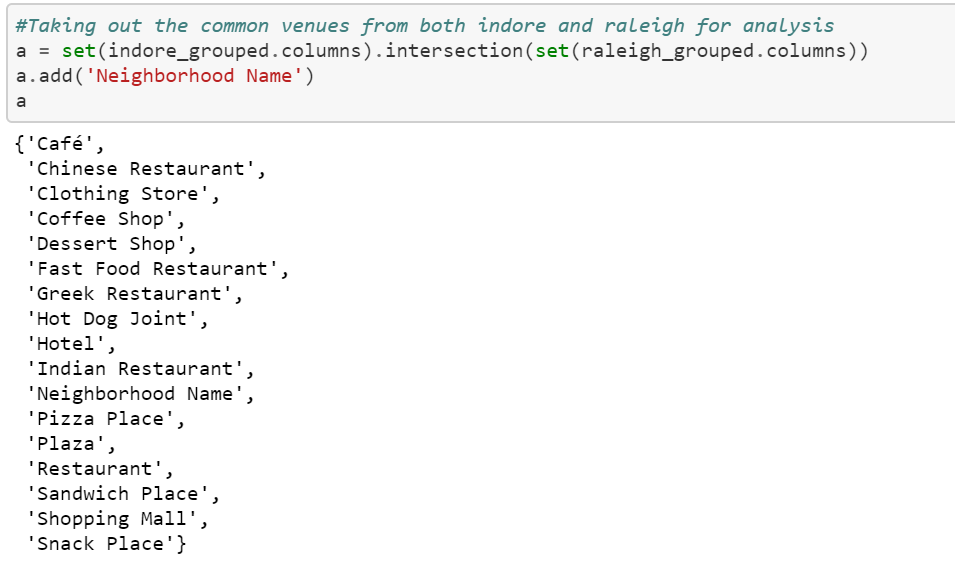 #Taking out the common venues from both indore and raleigh for analysis
a = set(indore_grouped.columns).intersection(set(raleigh_grouped.columns))
a.add('Neighborhood Name')
a
{'Café',
 'Chinese Restaurant',
 'Clothing Store',
 'Coffee Shop',
 'Dessert Shop',
 'Fast Food Restaurant',
 'Greek Restaurant',
 'Hot Dog Joint',
 'Hotel',
 'Indian Restaurant',
 'Neighborhood Name',
 'Pizza Place',
 'Plaza',
 'Restaurant',
 'Sandwich Place',
 'Shopping Mall',
 'Snack Place'}